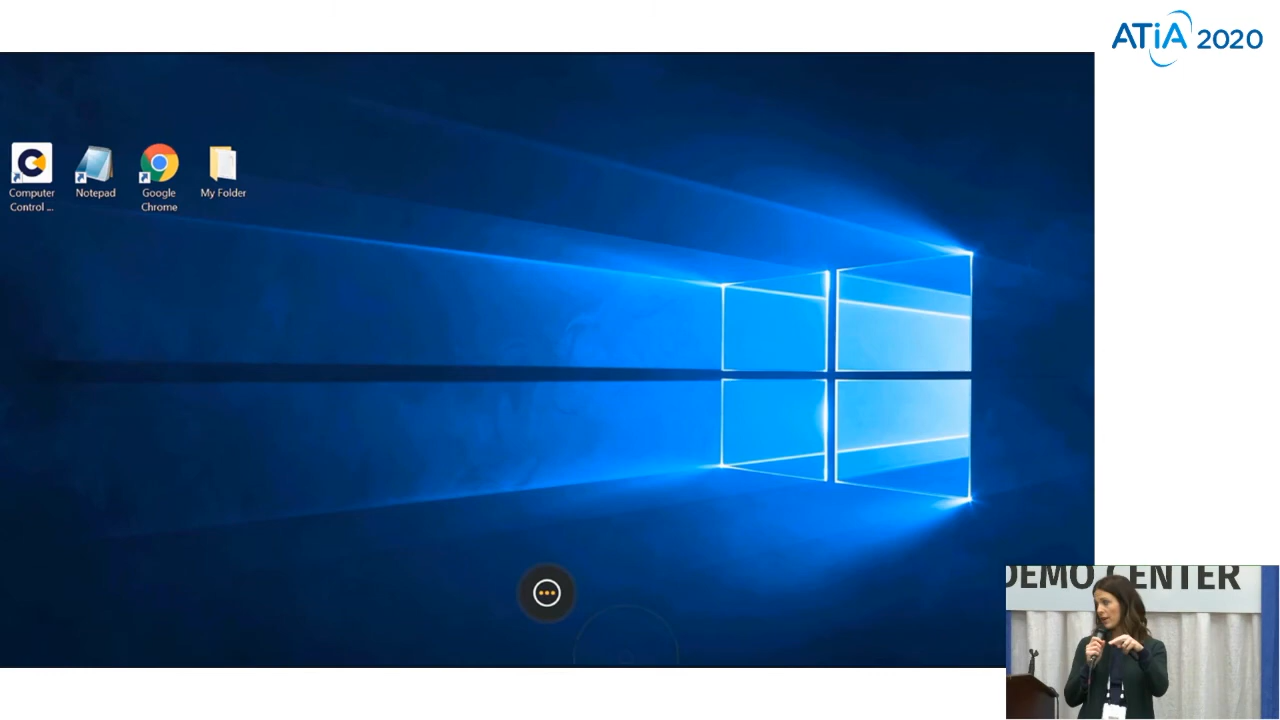 ATiA 2020
Computer Control ...
Notepad
Google Chrome
My Folder
DEMO CENTER